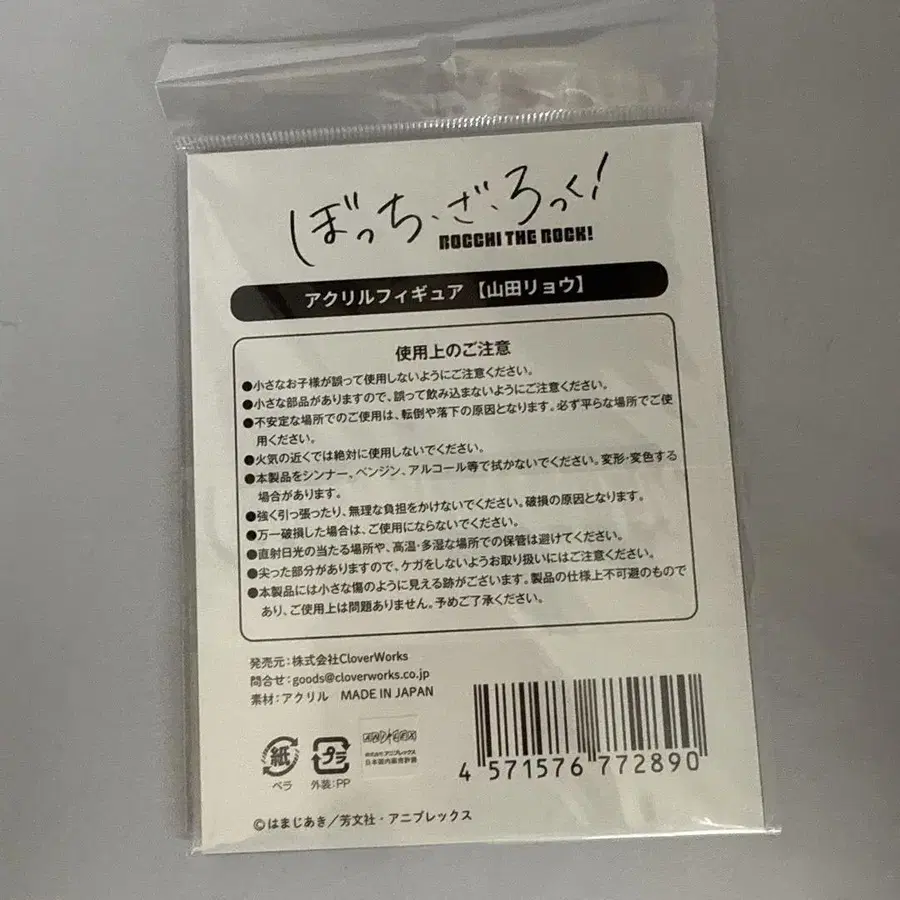 ぼっち・ざ・ろっく!
BOCCHI THE ROCK!
アクリルフィギュア【山田リョウ】
使用上のご注意
●小さなお子様が誤って使用しないようにご注意ください。
●小さな部品がありますので、誤って飲み込まないようにご注意ください。
●不安定な場所でのご使用は、転倒や落下の原因となります。必ず平らな場所でご使
用ください。
●火気の近くでは絶対に使用しないでください。
●本製品をシンナー、ベンジン、アルコール等で拭かないでください。変形・変色する
場合があります。
●強く引っ張ったり、無理な負担をかけないでください。破損の原因となります。
●万一破損した場合は、ご使用にならないでください。
●直射日光の当たる場所や、高温・多湿な場所での保管は避けてください。
●尖った部分がありますので、ケガをしないようお取り扱いにはご注意ください。
●本製品には小さな傷のように見える跡がございます。製品の仕様上不可避のもので
あり、ご使用上は問題ありません。予めご了承ください。
発売元:株式会社CloverWorks
問合せ:goods@cloverworks.co.jp
素材:アクリル MADE IN JAPAN
紙
ベラ
プラ
外装:PP
ANIPLEX
株式会社アニプレックス
日本国内販売許諾
4 571576 772890
©はまじあき/芳文社・アニプレックス